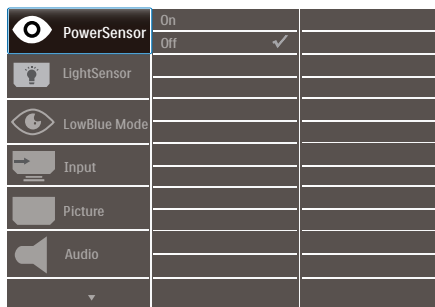 PowerSensor
On
Off
LightSensor
LowBlue Mode
Input
Picture
Audio